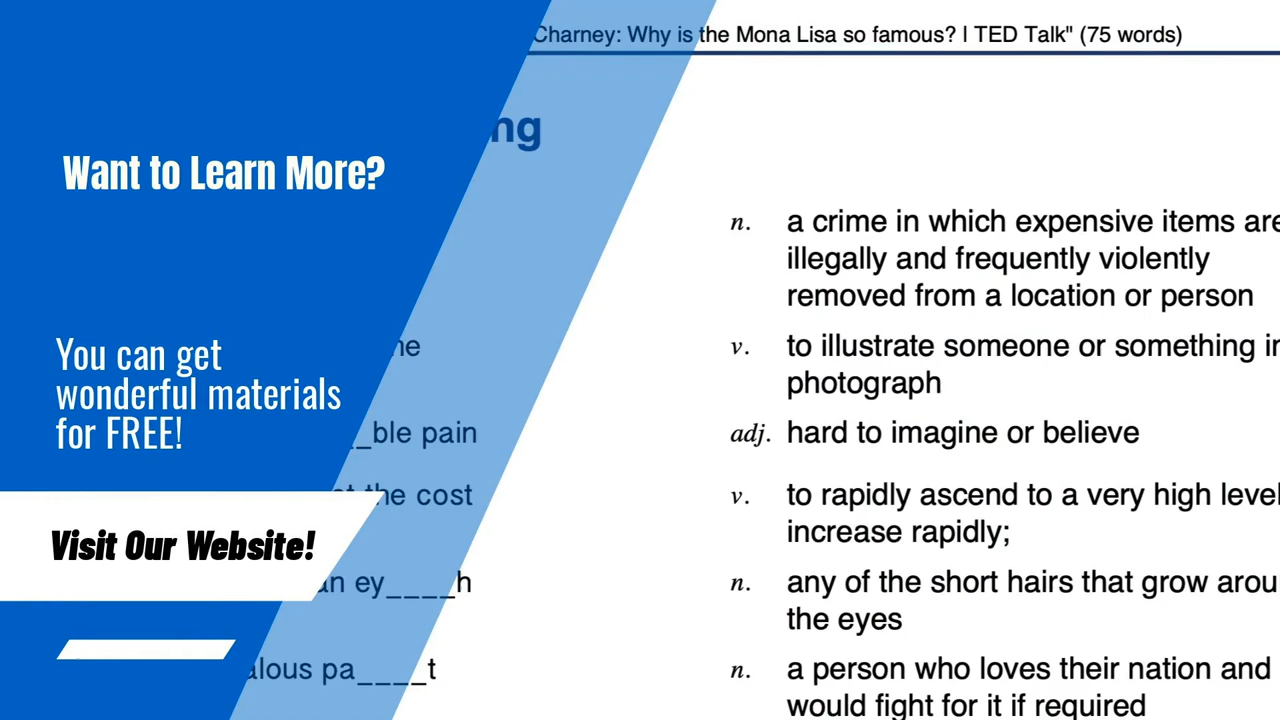 Charney: Why is the Mona Lisa so famous? | TED Talk" (75 words)
ng
Want to Learn More?
You can get
wonderful materials
for FREE!
Visit Our Website!
n. a crime in which expensive items are
illegally and frequently violently
removed from a location or person
he
v. to illustrate someone or something in
photograph
_ble pain
adj. hard to imagine or believe
the cost
v. to rapidly ascend to a very high level
increase rapidly;
an ey____h
n. any of the short hairs that grow arou
the eyes
alous pa____t
n. a person who loves their nation and
would fight for it if required